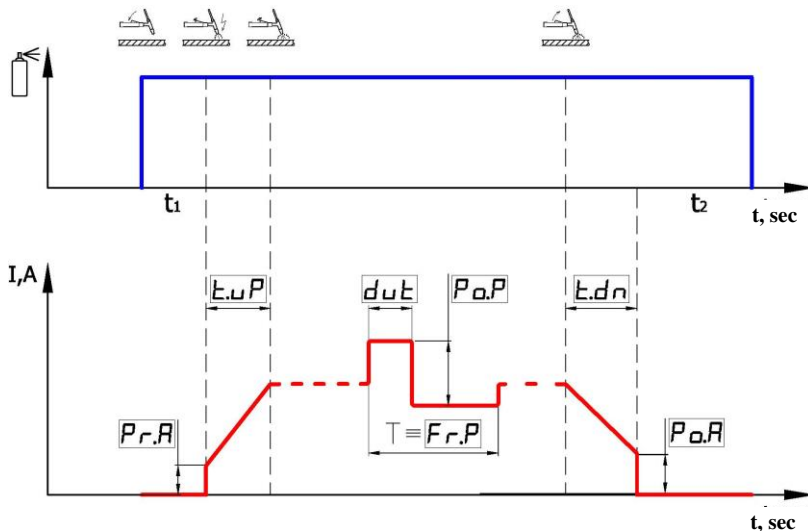 t₁
t₂
t, sec
I,A
t.uP
dut
Po.P
t.dn
Pr.A
T ≡ Fr.P
Po.A
t, sec